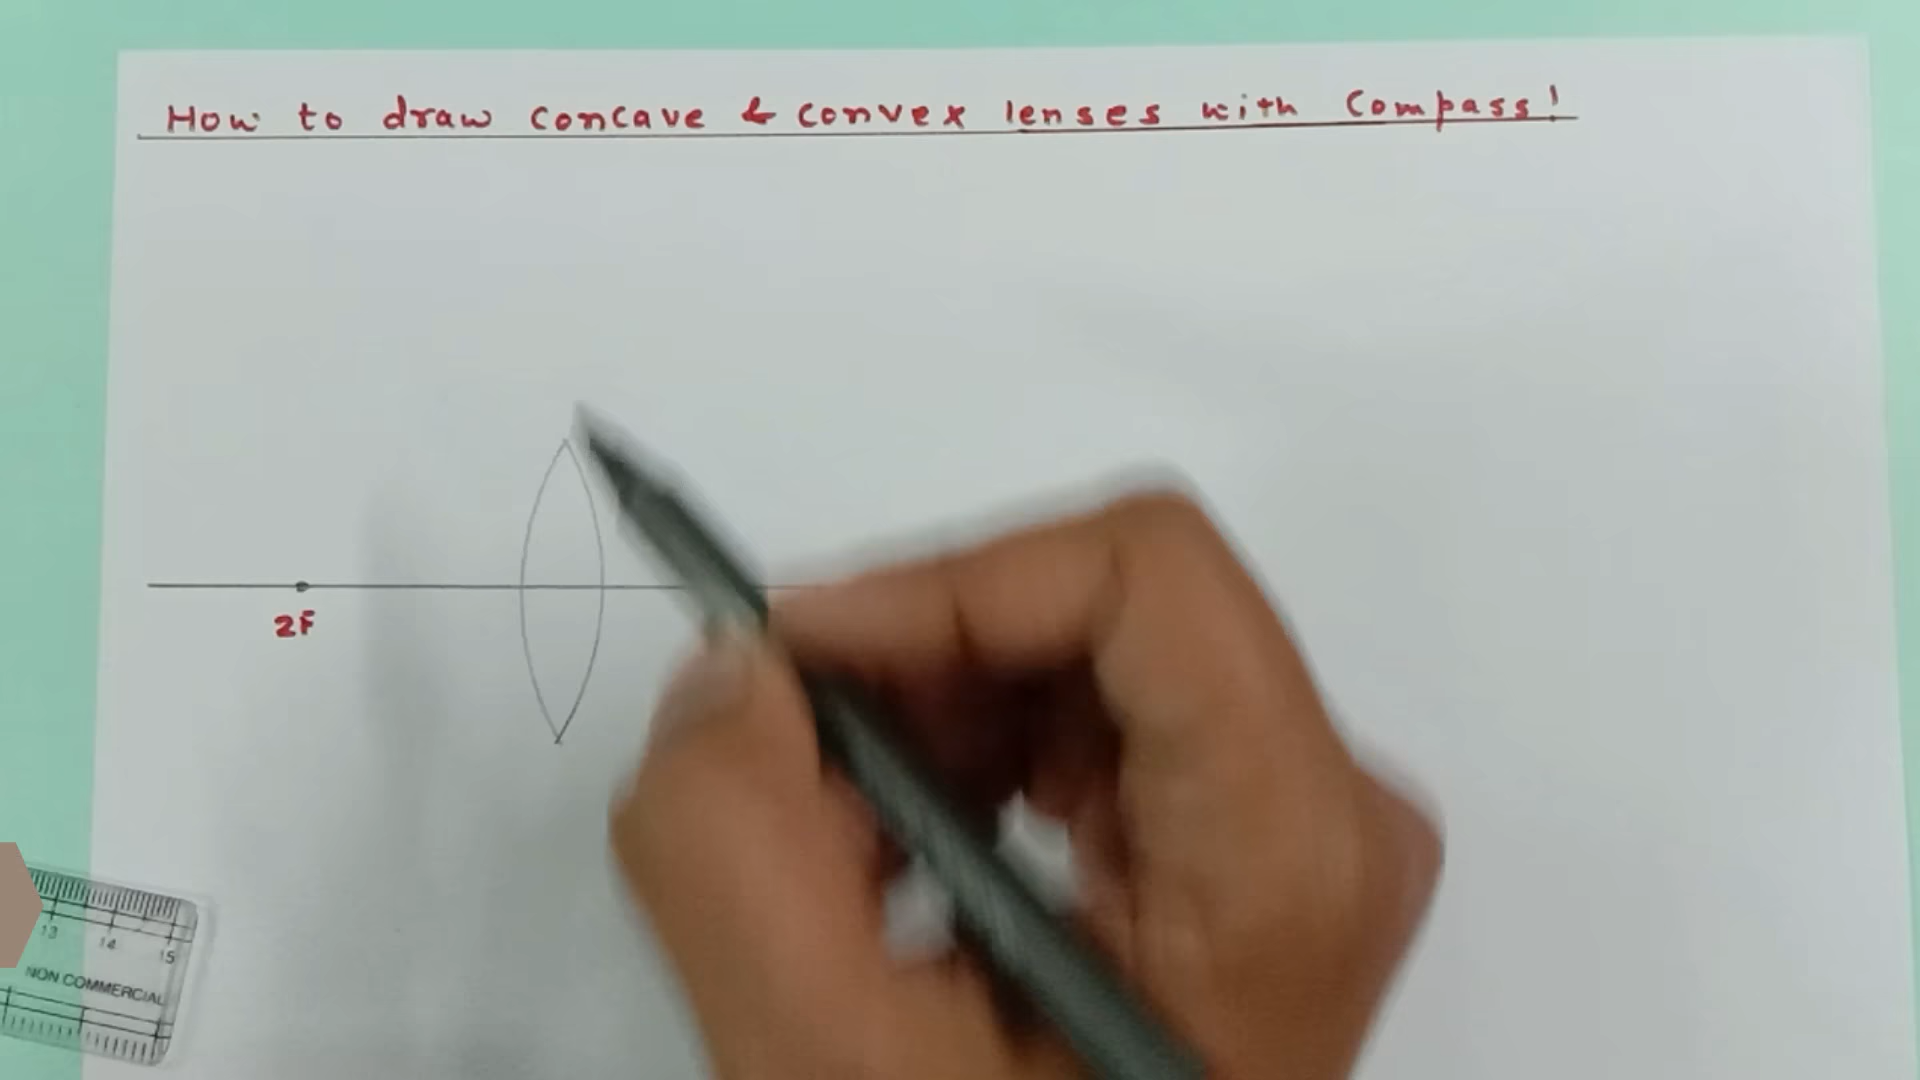 How to draw concave & convex lenses with Compass!
2F
13 14 15
NON COMMERCIAL